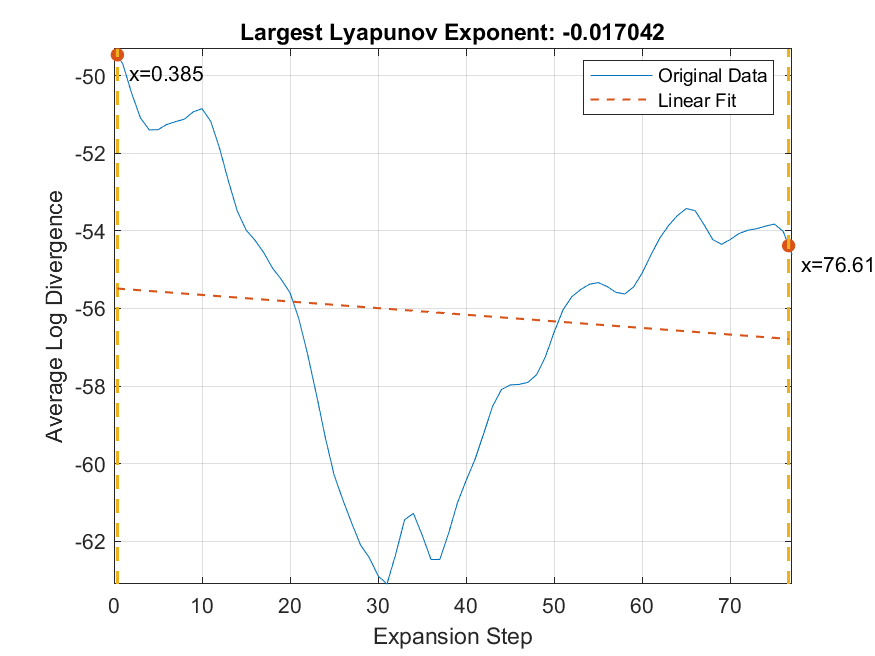 Largest Lyapunov Exponent: -0.017042
x=0.385
Original Data
Linear Fit
x=76.61
-50
-52
-54
-56
-58
-60
-62
Average Log Divergence
0 10 20 30 40 50 60 70
Expansion Step